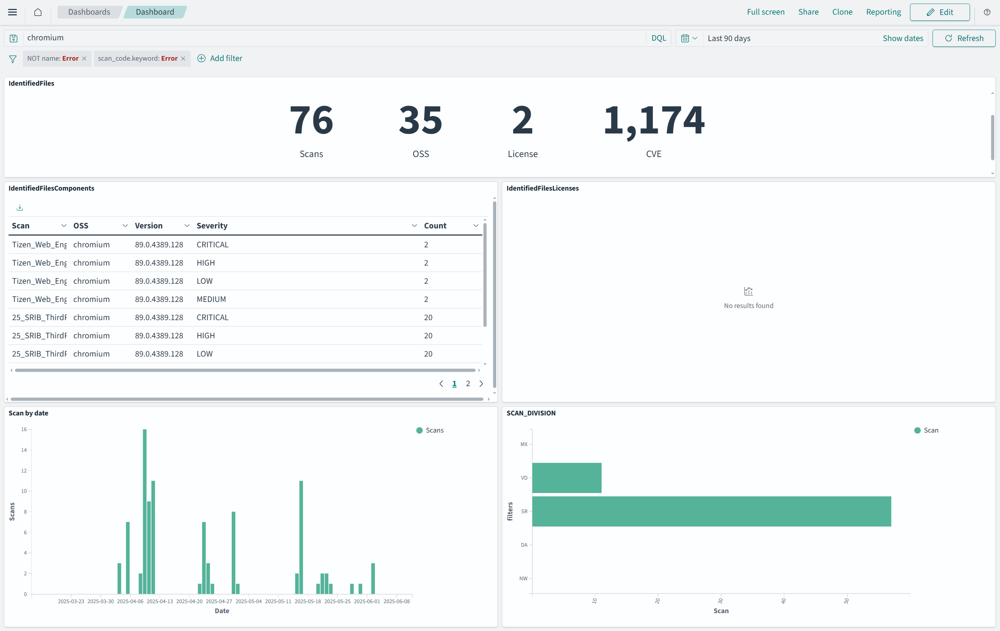 Dashboards
Dashboard
Full screen
Share
Clone
Reporting
Edit
chromium
DQL
Last 90 days
Show dates
Refresh
NOT name: Error
scan_code.keyword: Error
Add filter
IdentifiedFiles
76
35
2
1,174
Scans
OSS
License
CVE
IdentifiedFilesComponents
Scan OSS Version Severity Count
Tizen_Web_Eng chromium 89.0.4389.128 CRITICAL 2
Tizen_Web_Eng chromium 89.0.4389.128 HIGH 2
Tizen_Web_Eng chromium 89.0.4389.128 LOW 2
Tizen_Web_Eng chromium 89.0.4389.128 MEDIUM 2
25_SRIB_Third chromium 89.0.4389.128 CRITICAL 20
25_SRIB_Third chromium 89.0.4389.128 HIGH 20
25_SRIB_Third chromium 89.0.4389.128 LOW 20
1 2
IdentifiedFilesLicenses
No results found
Scan by date
Scans
16
14
12
10
8
6
4
2
0
Scans
2025-03-23 2025-03-30 2025-04-06 2025-04-13 2025-04-20 2025-04-27 2025-05-04 2025-05-11 2025-05-18 2025-05-25 2025-06-01 2025-06-08
Date
SCAN_DIVISION
Scan
MX
VD
SR
DA
NW
filters
10 20 30 40 50
Scan